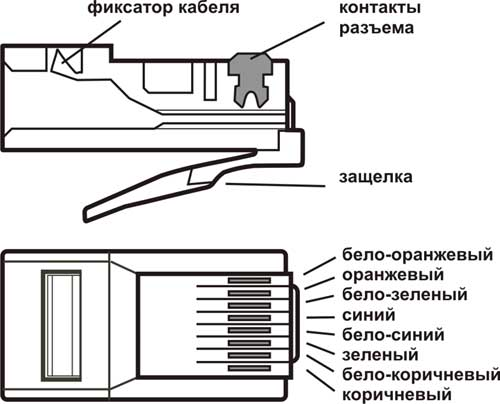 фиксатор кабеля
контакты
разъема
защелка
бело-оранжевый
оранжевый
бело-зеленый
синий
бело-синий
зеленый
бело-коричневый
коричневый